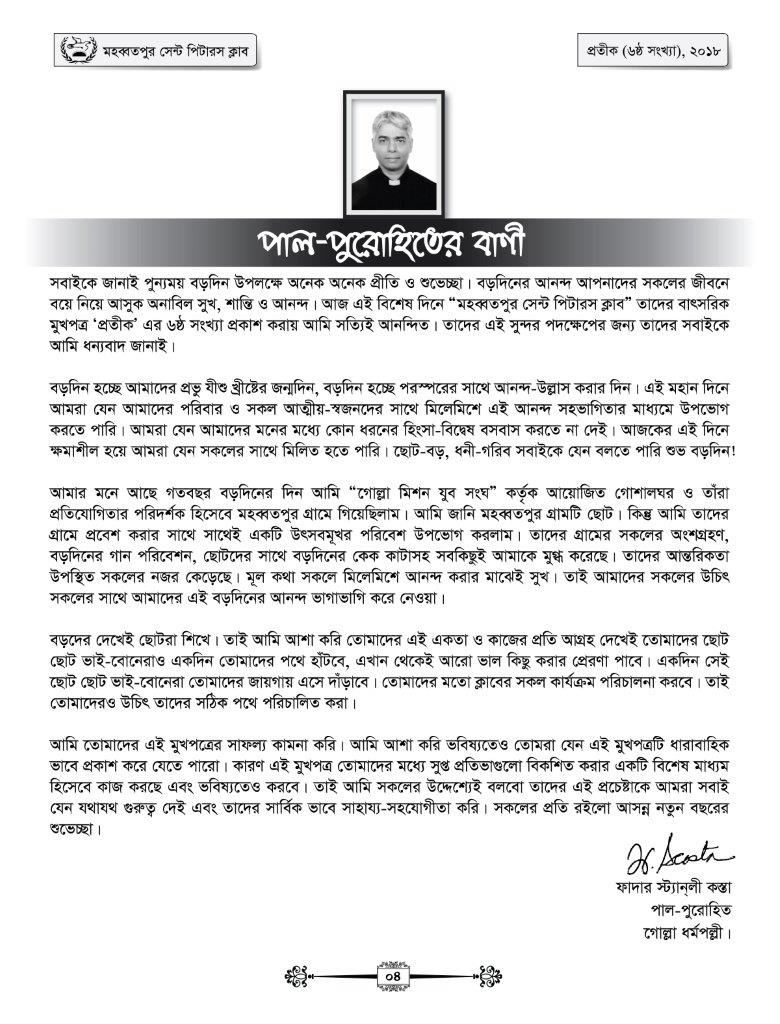 মহব্বতপুর সেন্ট পিটারস ক্লাব
প্রতীক (৬ষ্ঠ সংখ্যা), ২০১৮
পাল-পুরোহিতের বাণী
সবাইকে জানাই পুন্যময় বড়দিন উপলক্ষে অনেক অনেক প্রীতি ও শুভেচ্ছা। বড়দিনের আনন্দ আপনাদের সকলের জীবনে
বয়ে নিয়ে আসুক অনাবিল সুখ, শান্তি ও আনন্দ। আজ এই বিশেষ দিনে “মহব্বতপুর সেন্ট পিটারস ক্লাব” তাদের বাৎসরিক
মুখপত্র ‘প্রতীক’ এর ৬ষ্ঠ সংখ্যা প্রকাশ করায় আমি সত্যিই আনন্দিত। তাদের এই সুন্দর পদক্ষেপের জন্য তাদের সবাইকে
আমি ধন্যবাদ জানাই।
বড়দিন হচ্ছে আমাদের প্রভু যীশু খ্রীষ্টের জন্মদিন, বড়দিন হচ্ছে পরস্পরের সাথে আনন্দ-উল্লাস করার দিন। এই মহান দিনে
আমরা যেন আমাদের পরিবার ও সকল আত্মীয়-স্বজনদের সাথে মিলেমিশে এই আনন্দ সহভাগিতার মাধ্যমে উপভোগ
করতে পারি। আমরা যেন আমাদের মনের মধ্যে কোন ধরনের হিংসা-বিদ্বেষ বসবাস করতে না দেই। আজকের এই দিনে
ক্ষমাশীল হয়ে আমরা যেন সকলের সাথে মিলিত হতে পারি। ছোট-বড়, ধনী-গরিব সবাইকে যেন বলতে পারি শুভ বড়দিন!
আমার মনে আছে গতবছর বড়দিনের দিন আমি “গোল্লা মিশন যুব সংঘ” কর্তৃক আয়োজিত গোশালঘর ও তাঁরা
প্রতিযোগিতার পরিদর্শক হিসেবে মহব্বতপুর গ্রামে গিয়েছিলাম। আমি জানি মহব্বতপুর গ্রামটি ছোট। কিন্তু আমি তাদের
গ্রামে প্রবেশ করার সাথে সাথেই একটি উৎসবমূখর পরিবেশ উপভোগ করলাম। তাদের গ্রামের সকলের অংশগ্রহণ,
বড়দিনের গান পরিবেশন, ছোটদের সাথে বড়দিনের কেক কাটাসহ সবকিছুই আমাকে মুগ্ধ করেছে। তাদের আন্তরিকতা
উপস্থিত সকলের নজর কেড়েছে। মূল কথা সকলে মিলেমিশে আনন্দ করার মাঝেই সুখ। তাই আমাদের সকলের উচিৎ
সকলের সাথে আমাদের এই বড়দিনের আনন্দ ভাগাভাগি করে নেওয়া।
বড়দের দেখেই ছোটরা শিখে। তাই আমি আশা করি তোমাদের এই একতা ও কাজের প্রতি আগ্রহ দেখেই তোমাদের ছোট
ছোট ভাই-বোনেরাও একদিন তোমাদের পথে হাঁটবে, এখান থেকেই আরো ভাল কিছু করার প্রেরণা পাবে। একদিন সেই
ছোট ছোট ভাই-বোনেরা তোমাদের জায়গায় এসে দাঁড়াবে। তোমাদের মতো ক্লাবের সকল কার্যক্রম পরিচালনা করবে। তাই
তোমাদেরও উচিৎ তাদের সঠিক পথে পরিচালিত করা।
আমি তোমাদের এই মুখপত্রের সাফল্য কামনা করি। আমি আশা করি ভবিষ্যতেও তোমরা যেন এই মুখপত্রটি ধারাবাহিক
ভাবে প্রকাশ করে যেতে পারো। কারণ এই মুখপত্র তোমাদের মধ্যে সুপ্ত প্রতিভাগুলো বিকশিত করার একটি বিশেষ মাধ্যম
হিসেবে কাজ করছে এবং ভবিষ্যতেও করবে। তাই আমি সকলের উদ্দেশ্যেই বলবো তাদের এই প্রচেষ্টাকে আমরা সবাই
যেন যথাযথ গুরুত্ব দেই এবং তাদের সার্বিক ভাবে সাহায্য-সহযোগীতা করি। সকলের প্রতি রইলো আসন্ন নতুন বছরের
শুভেচ্ছা।
ফাদার স্ট্যান্‌লী কস্তা
পাল-পুরোহিত
গোল্লা ধর্মপল্লী।
০৪